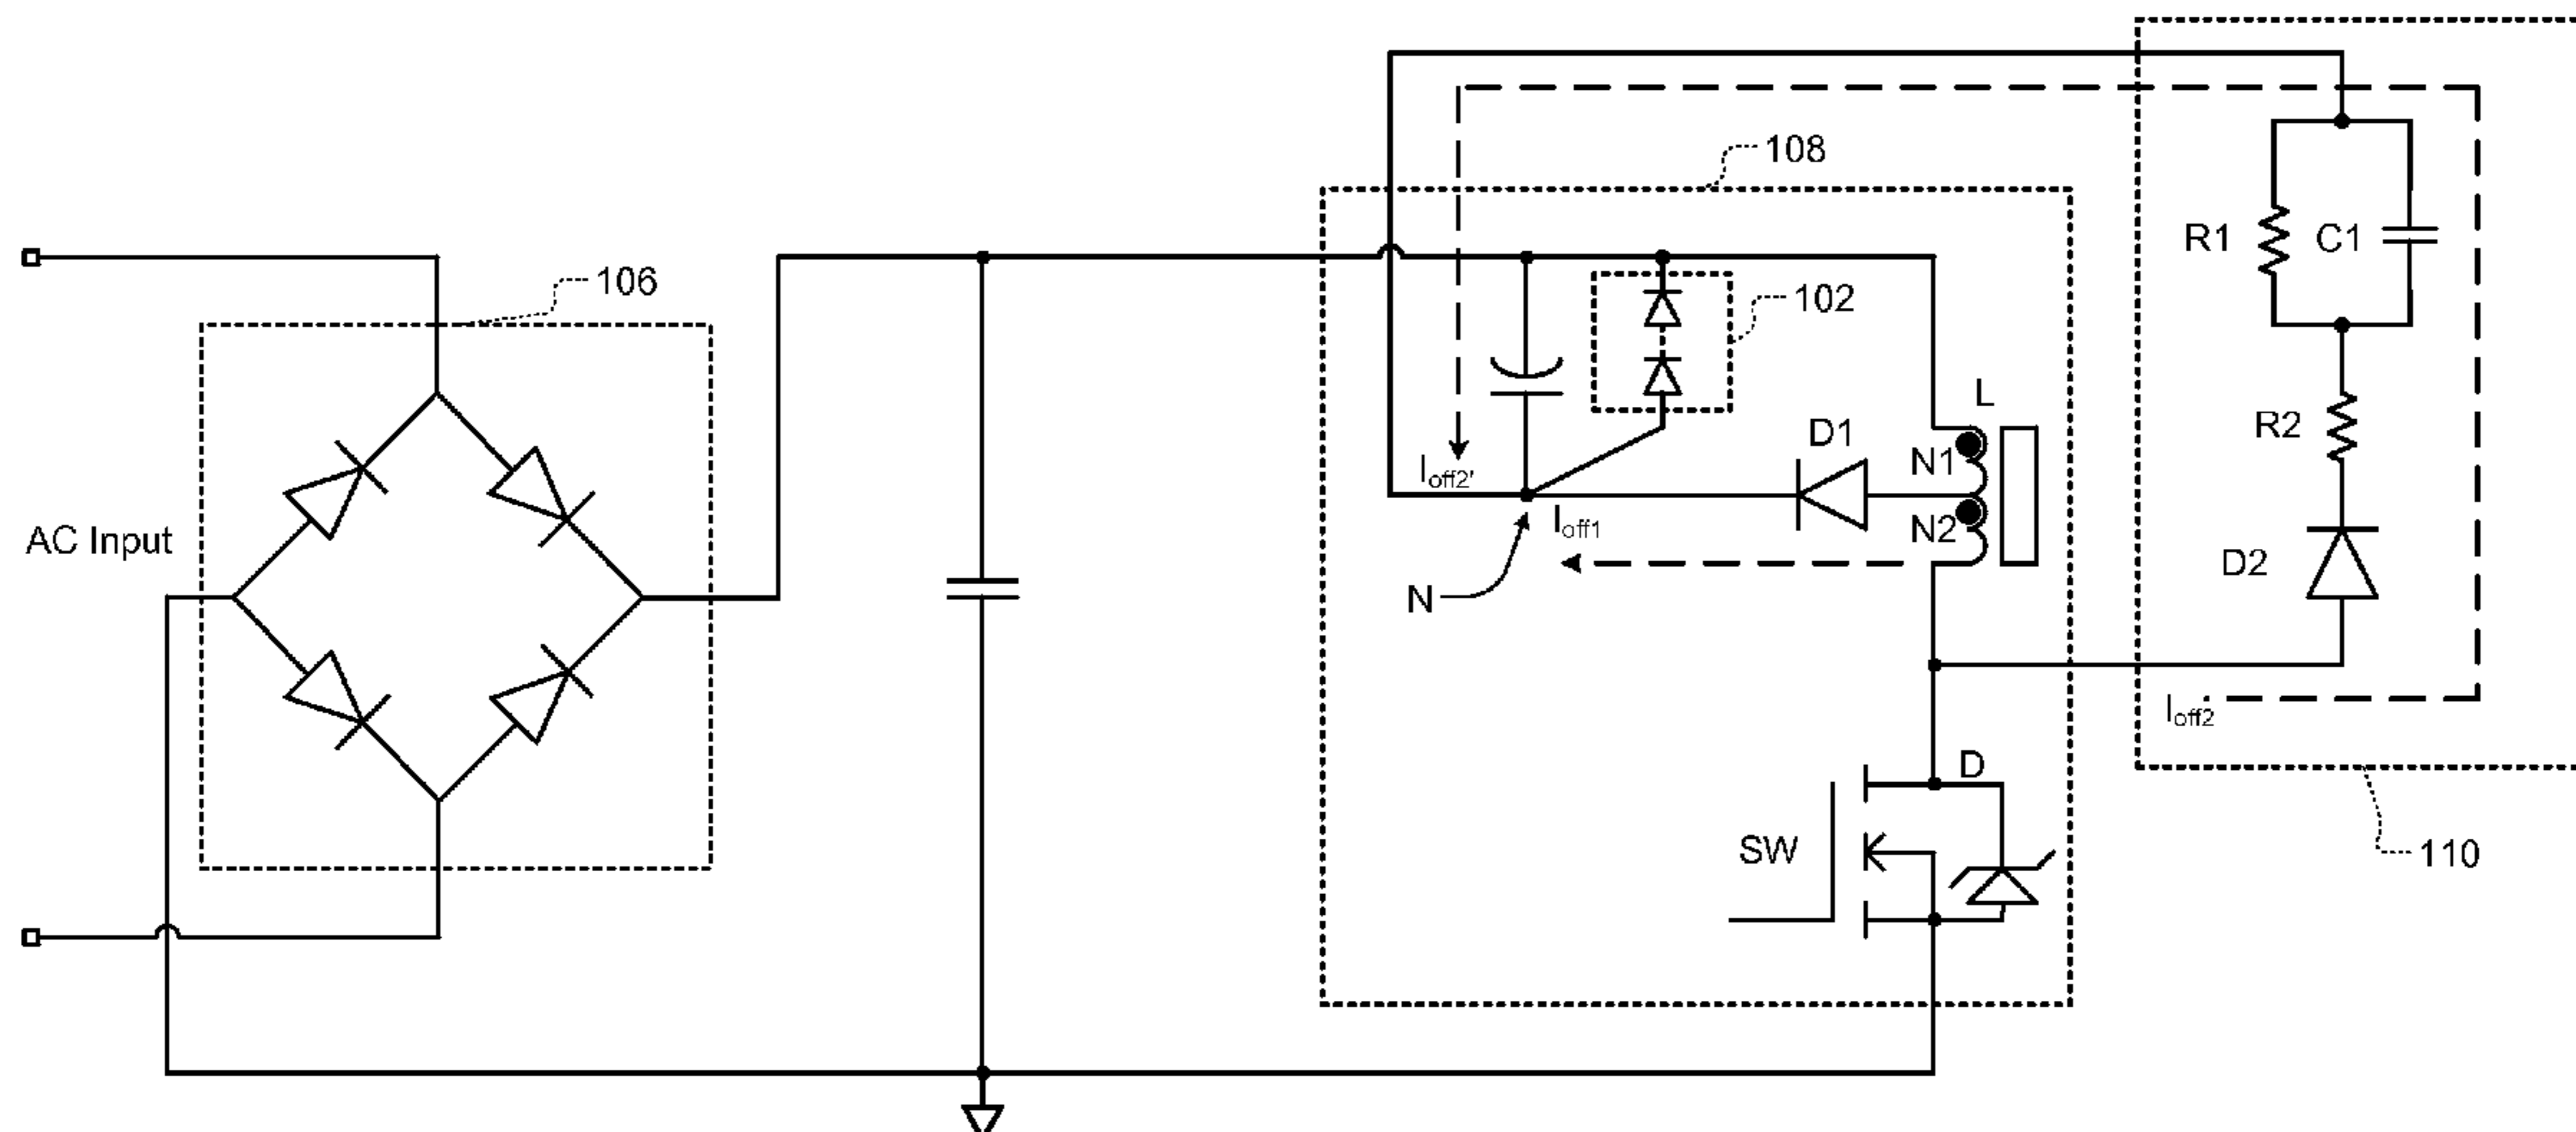 108
106
R1
C1
102
L
R2
D1
N1
Ioff2'
Ioff1
N2
AC Input
D2
N
Ioff2
D
SW
110